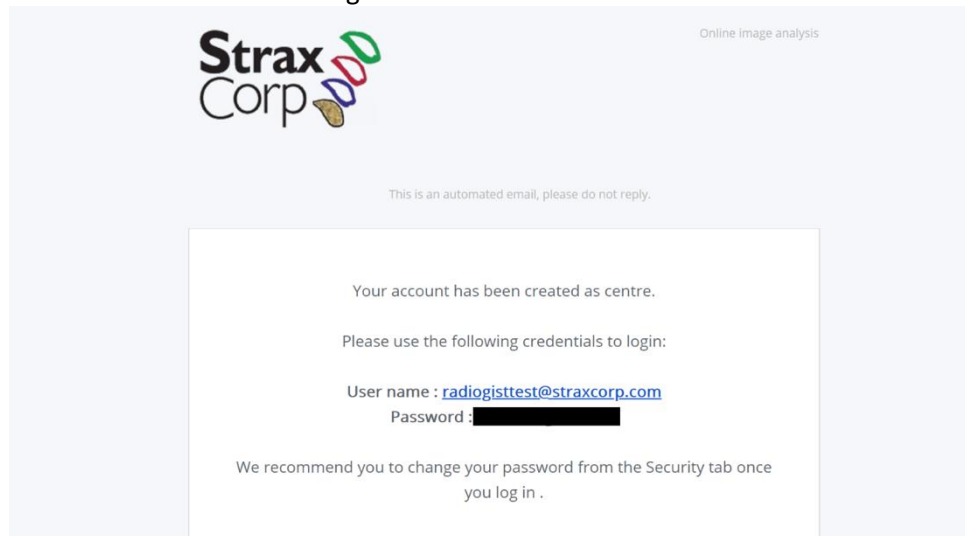 Strax
Corp
Online image analysis
This is an automated email, please do not reply.
Your account has been created as centre.
Please use the following credentials to login:
User name : radiogisttest@straxcorp.com
Password :
We recommend you to change your password from the Security tab once
you log in .